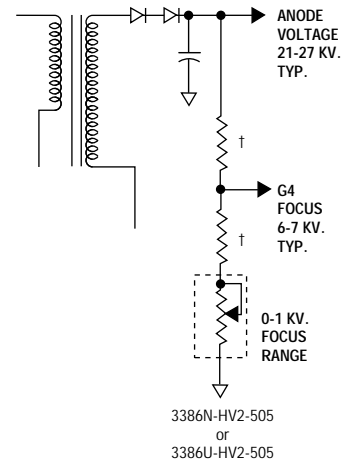 ANODE
VOLTAGE
21-27 KV.
TYP.
†
G4
FOCUS
6-7 KV.
TYP.
†
0-1 KV.
FOCUS
RANGE
3386N-HV2-505
or
3386U-HV2-505